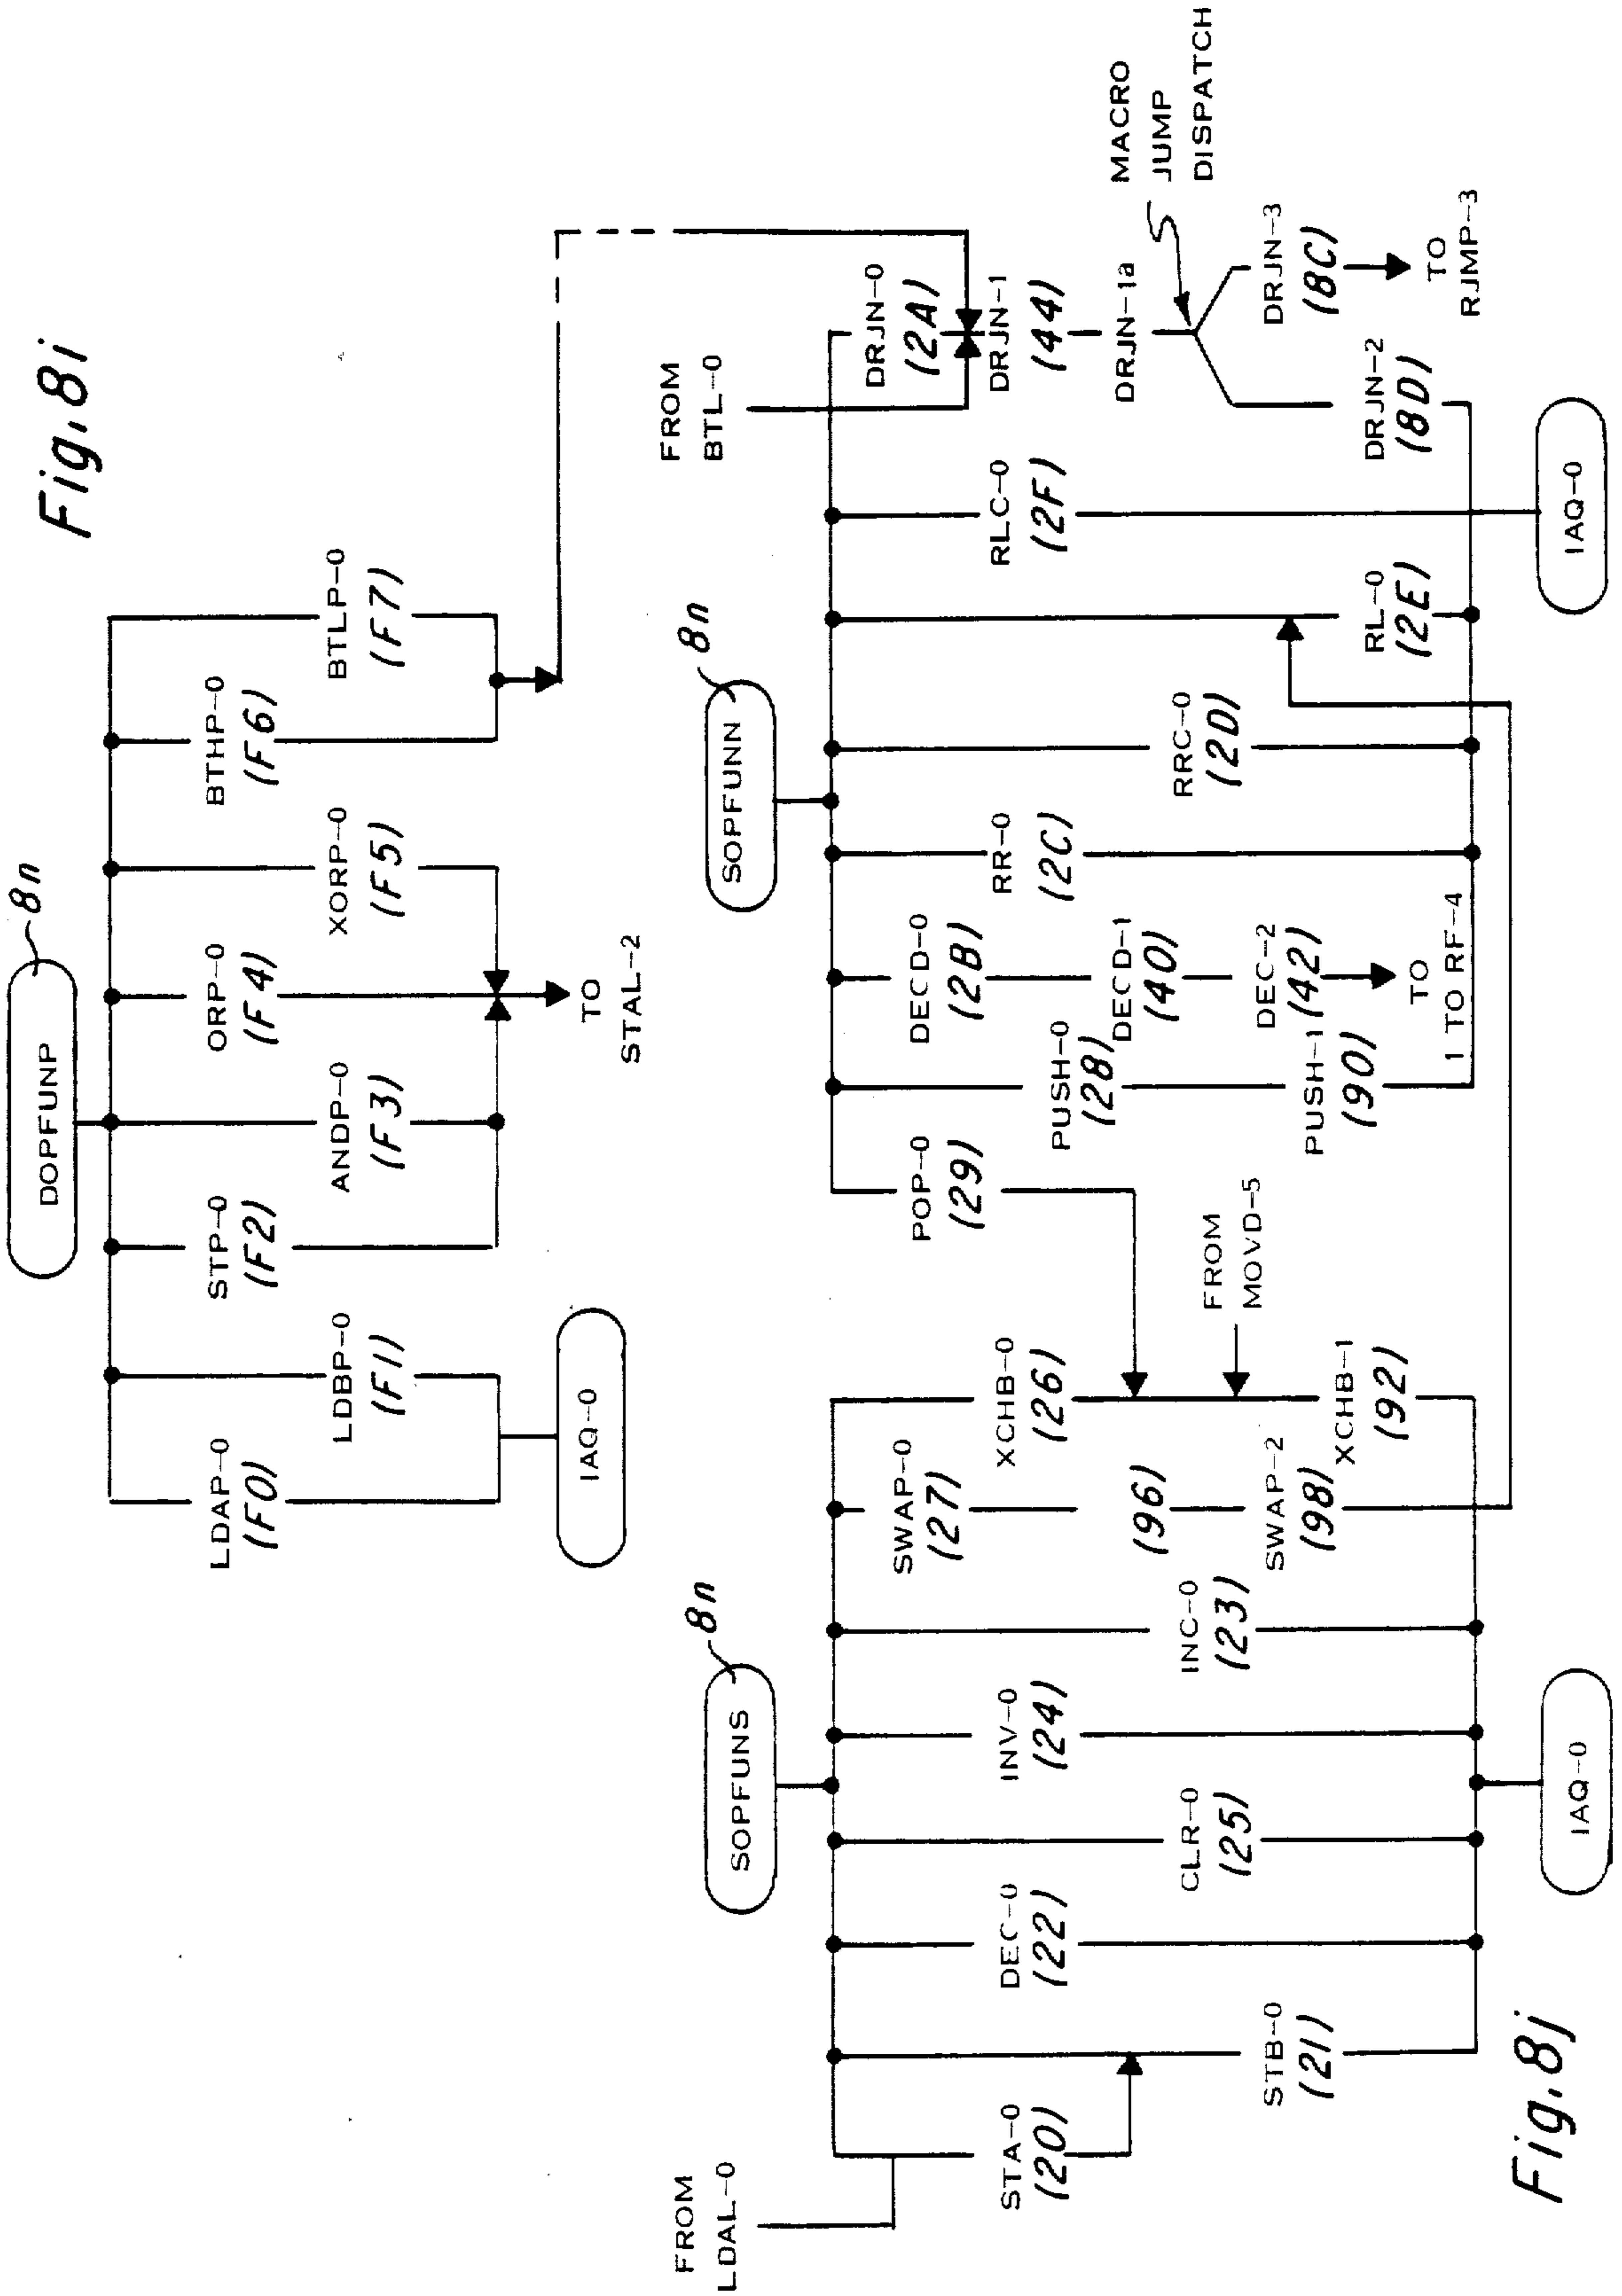 Fig. 8i
DOPFUNP
8n
LDAP-0
(F0)
LDBP-0
(F1)
STP-0
(F2)
ANDP-0
(F3)
ORP-0
(F4)
XORP-0
(F5)
BTHP-0
(F6)
BTLP-0
(F7)
IAQ-0
TO
STAL-2
Fig. 8j
SOPFUNS
8n
FROM
LDAL-0
STA-0
(20)
STB-0
(21)
DEC-0
(22)
CLR-0
(25)
INV-0
(24)
INC-0
(23)
SWAP-0
(27)
(96)
SWAP-2
(98)
XCHB-0
(26)
FROM
MOVD-5
XCHB-1
(92)
IAQ-0
SOPFUNN
8n
POP-0
(29)
PUSH-0
(28)
PUSH-1
(90)
DECD-0
(2B)
DECD-1
(40)
DEC-2
(42)
TO
1 TO RF-4
RR-0
(2C)
RRC-0
(2D)
RL-0
(2E)
RLC-0
(2F)
FROM
BTL-0
DRJN-0
(2A)
DRJN-1
(44)
DRJN-1a
MACRO
JUMP
DISPATCH
DRJN-2
(8D)
DRJN-3
(8C)
TO
RJMP-3
IAQ-0